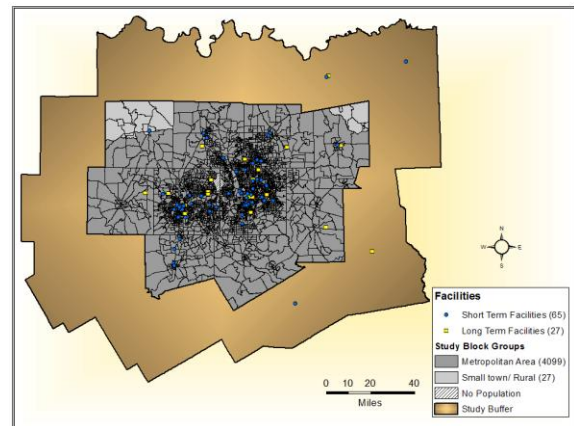 N
W E
S
Facilities
Short Term Facilities (65)
Long Term Facilities (27)
Study Block Groups
Metropolitan Area (4099)
Small town/ Rural (27)
No Population
Study Buffer
40 20 0 40
Miles